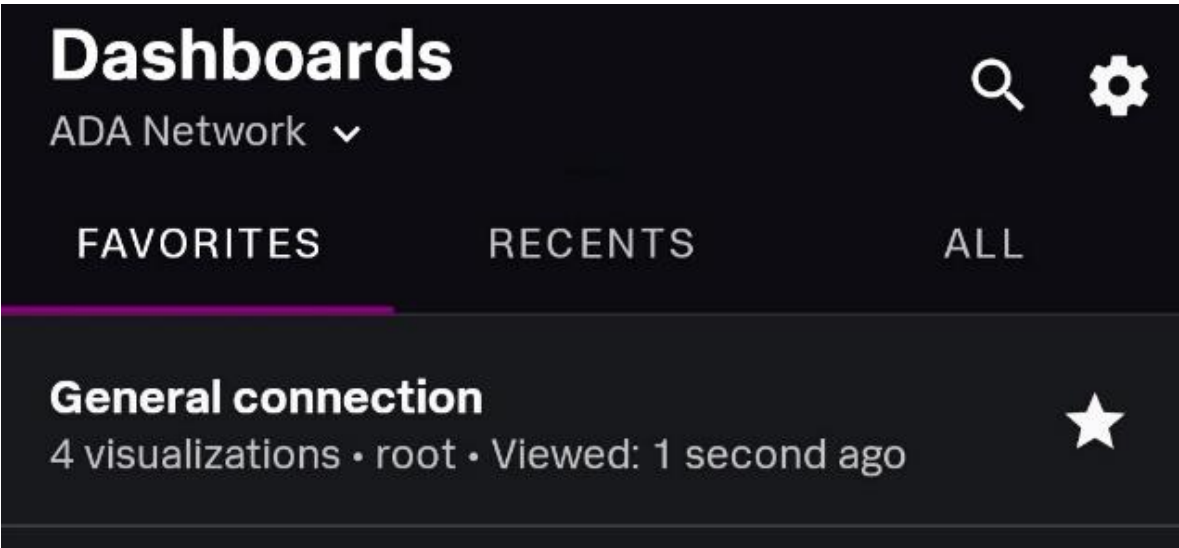 Dashboards
ADA Network
FAVORITES RECENTS ALL
General connection
4 visualizations • root • Viewed: 1 second ago